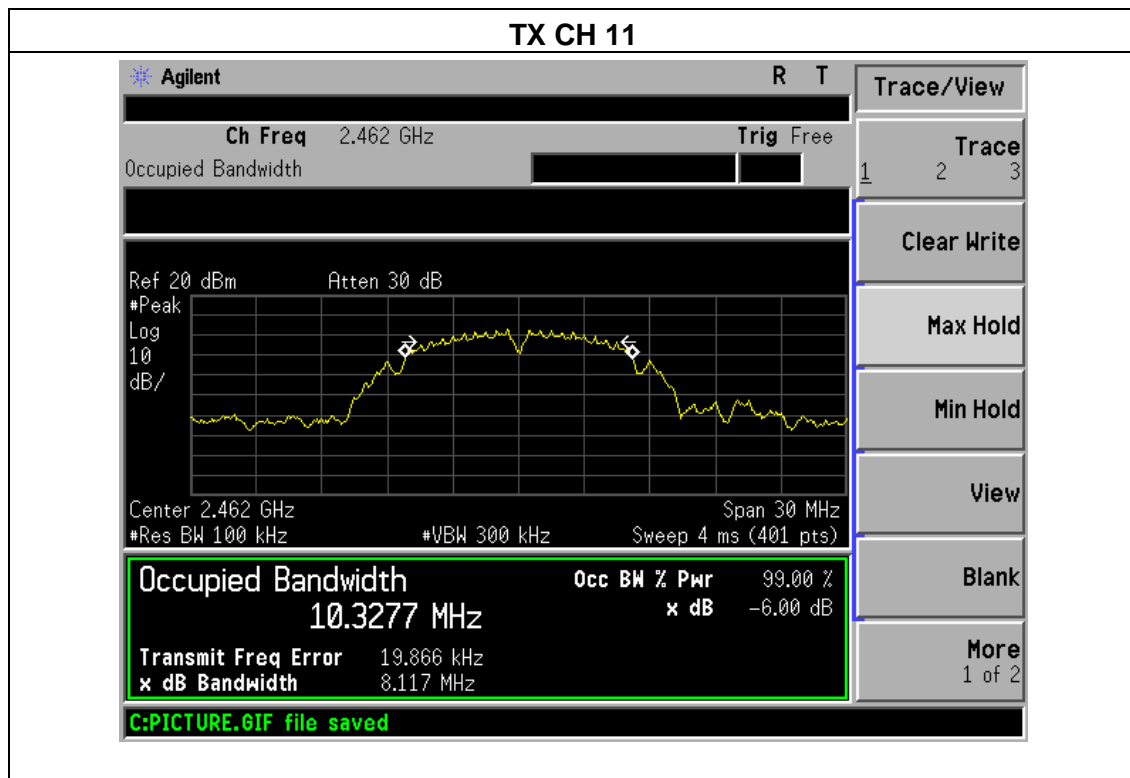 TX CH 11
Agilent R T
Ch Freq 2.462 GHz Trig Free
Occupied Bandwidth
Ref 20 dBm Atten 30 dB
#Peak
Log
10
dB/
Center 2.462 GHz Span 30 MHz
#Res BW 100 kHz #VBW 300 kHz Sweep 4 ms (401 pts)
Occupied Bandwidth Occ BW % Pwr 99.00 %
10.3277 MHz x dB -6.00 dB
Transmit Freq Error 19.866 kHz
x dB Bandwidth 8.117 MHz
C:PICTURE.GIF file saved
Trace/View
Trace
1 2 3
Clear Write
Max Hold
Min Hold
View
Blank
More
1 of 2